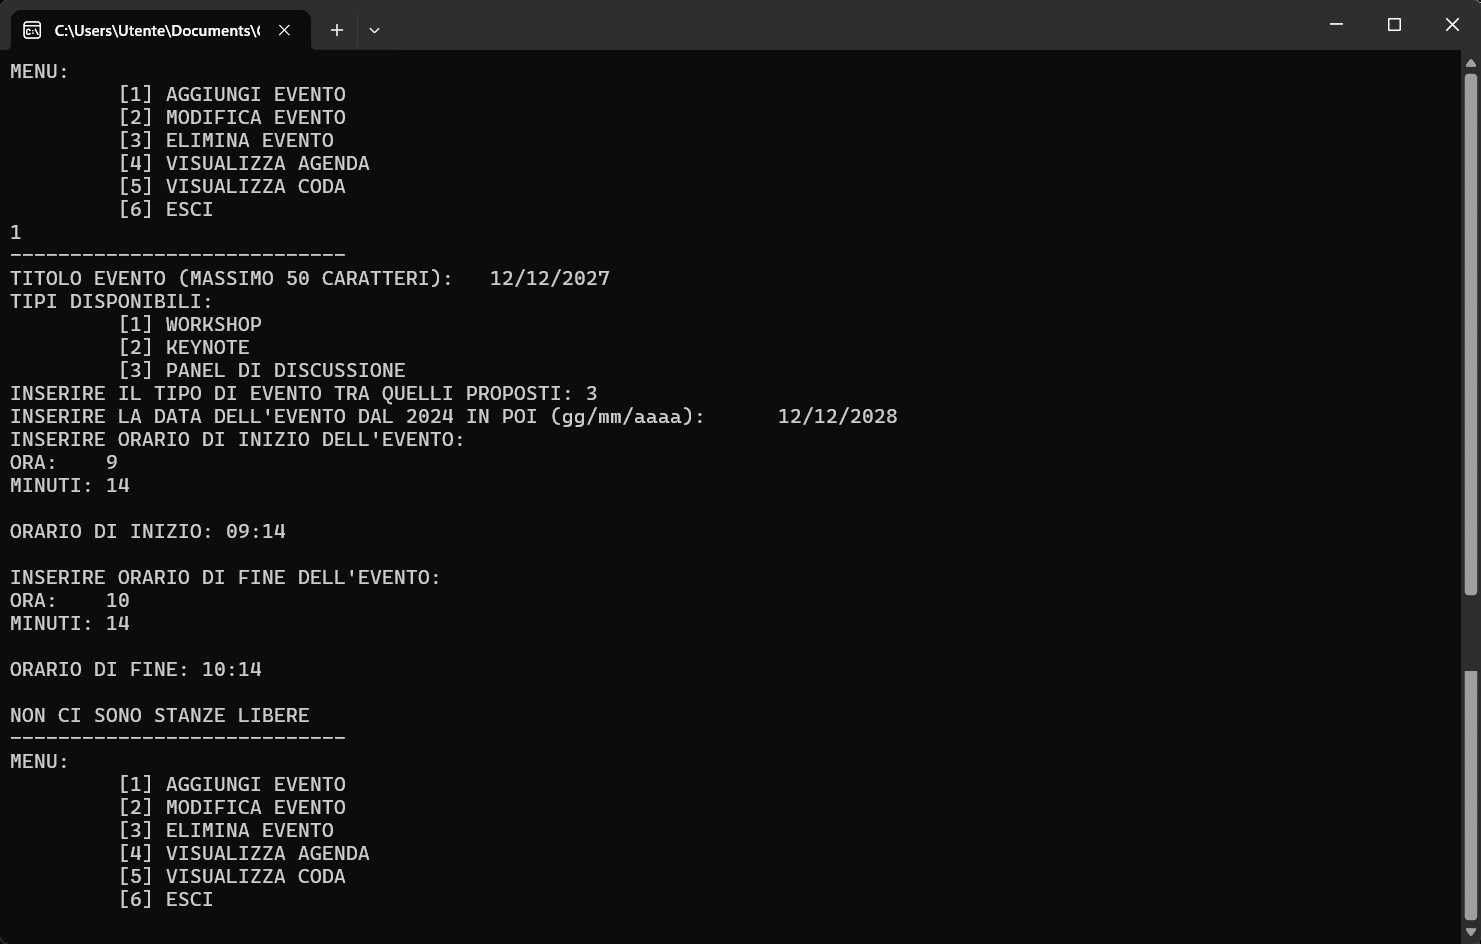 C:\Users\Utente\Documents\C
MENU:
[1] AGGIUNGI EVENTO
[2] MODIFICA EVENTO
[3] ELIMINA EVENTO
[4] VISUALIZZA AGENDA
[5] VISUALIZZA CODA
[6] ESCI
1
----------------------------
TITOLO EVENTO (MASSIMO 50 CARATTERI):   12/12/2027
TIPI DISPONIBILI:
[1] WORKSHOP
[2] KEYNOTE
[3] PANEL DI DISCUSSIONE
INSERIRE IL TIPO DI EVENTO TRA QUELLI PROPOSTI: 3
INSERIRE LA DATA DELL'EVENTO DAL 2024 IN POI (gg/mm/aaaa):      12/12/2028
INSERIRE ORARIO DI INIZIO DELL'EVENTO:
ORA:    9
MINUTI: 14
ORARIO DI INIZIO: 09:14
INSERIRE ORARIO DI FINE DELL'EVENTO:
ORA:    10
MINUTI: 14
ORARIO DI FINE: 10:14
NON CI SONO STANZE LIBERE
----------------------------
MENU:
[1] AGGIUNGI EVENTO
[2] MODIFICA EVENTO
[3] ELIMINA EVENTO
[4] VISUALIZZA AGENDA
[5] VISUALIZZA CODA
[6] ESCI